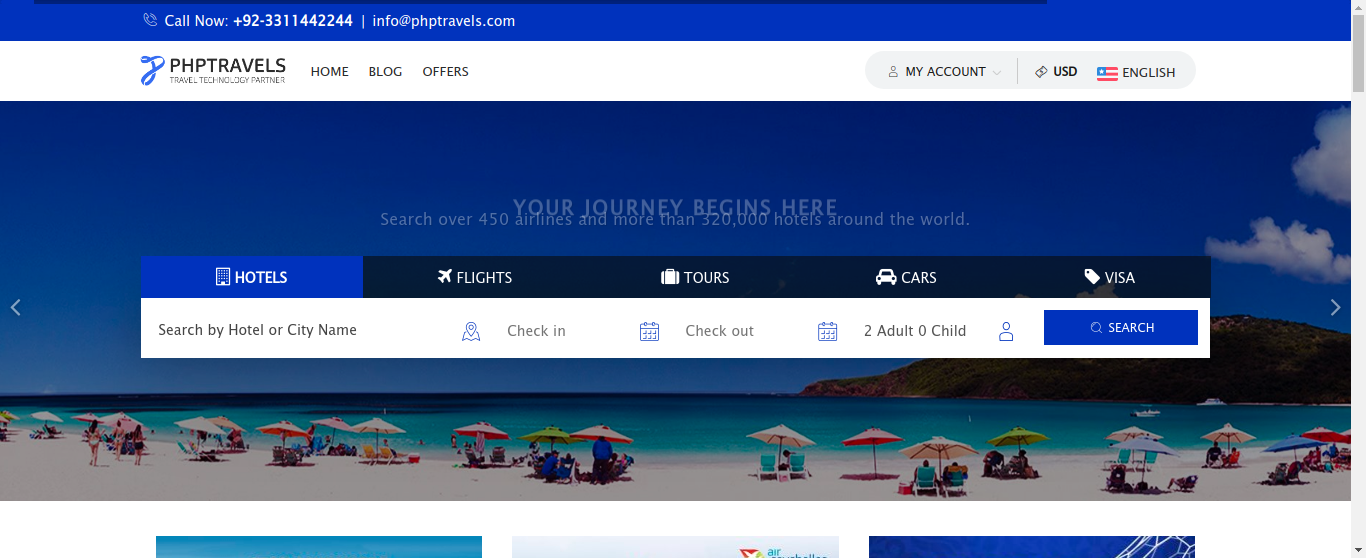 Call Now: +92-3311442244 | info@phptravels.com
PHPTRAVELS
TRAVEL TECHNOLOGY PARTNER
HOME BLOG OFFERS
MY ACCOUNT USD ENGLISH
YOUR JOURNEY BEGINS HERE
Search over 450 airlines and more than 320,000 hotels around the world.
HOTELS FLIGHTS TOURS CARS VISA
Search by Hotel or City Name Check in Check out 2 Adult 0 Child SEARCH
air